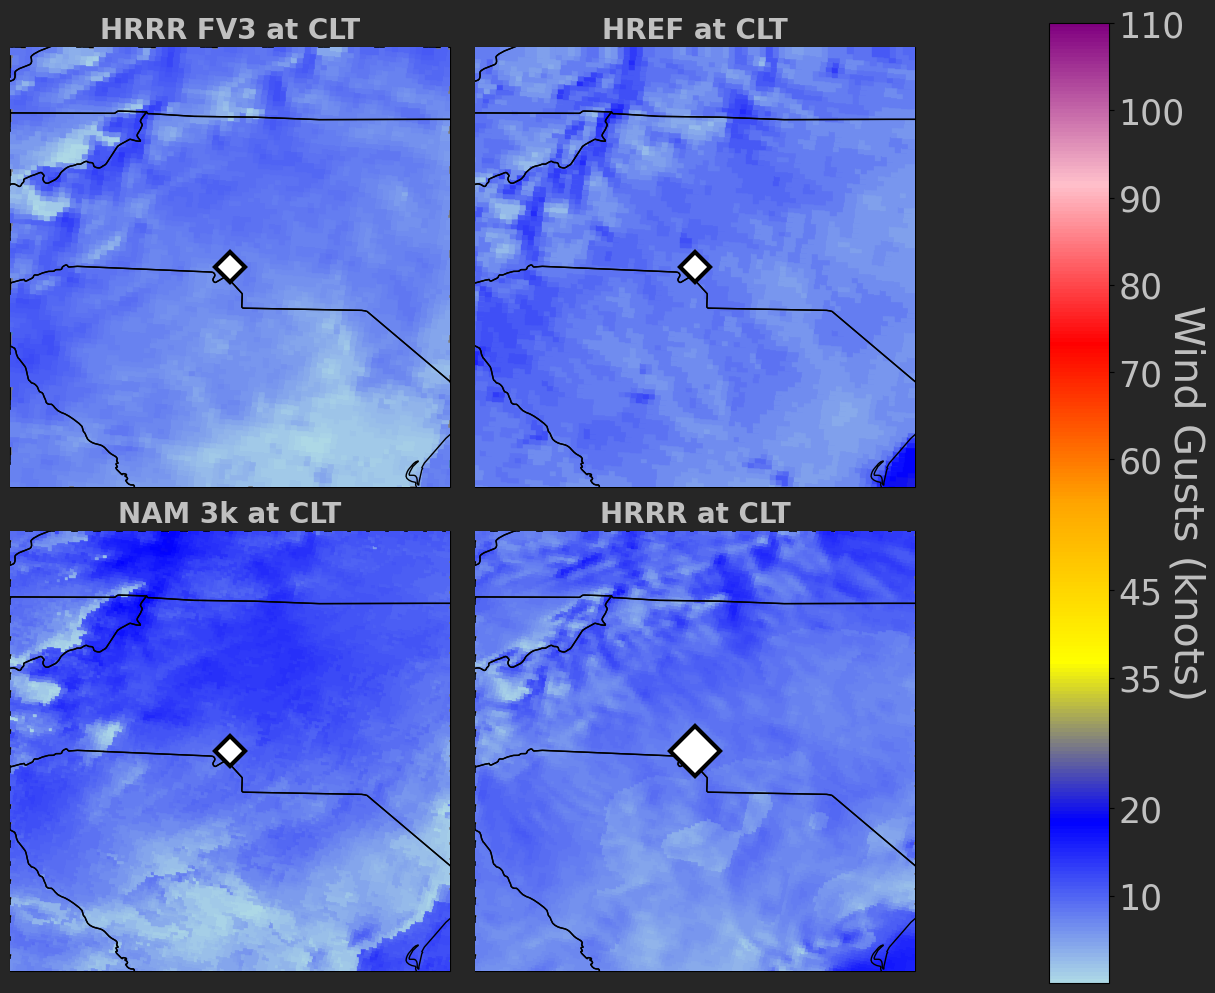 HRRR FV3 at CLT
HREF at CLT
NAM 3k at CLT
HRRR at CLT
110
100
90
80
70
60
45
35
20
10
Wind Gusts (knots)